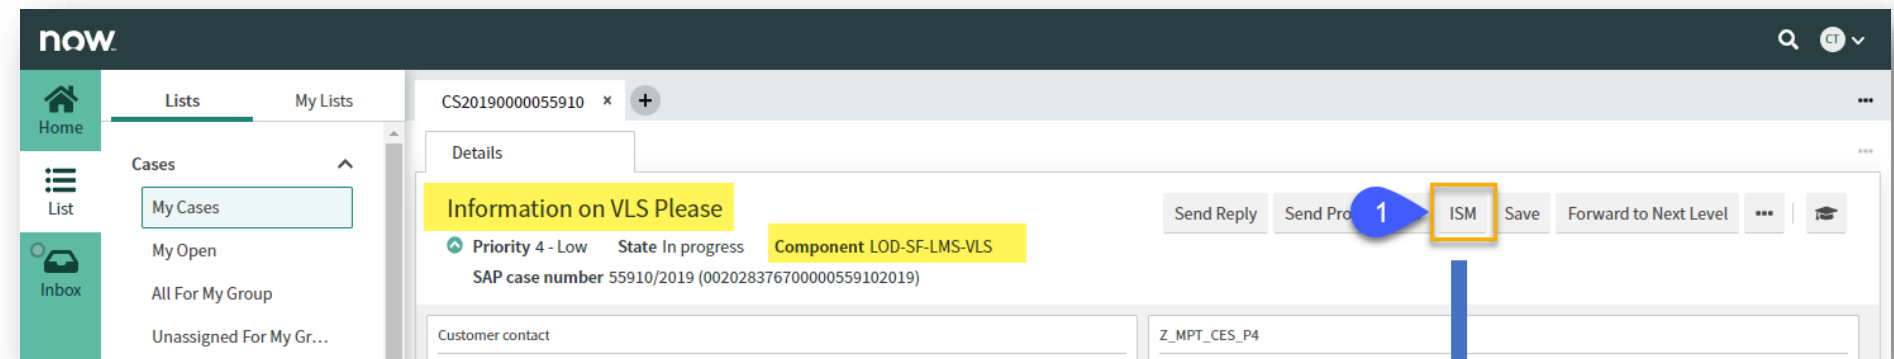 now.
CT
Home
List
Inbox
Lists
My Lists
Cases
My Cases
My Open
All For My Group
Unassigned For My Gr...
CS20190000055910 × +
Details
Information on VLS Please
Priority 4 - Low State In progress Component LOD-SF-LMS-VLS
SAP case number 55910/2019 (002028376700000559102019)
Send Reply Send Pro 1 ISM Save Forward to Next Level
Customer contact
Z_MPT_CES_P4